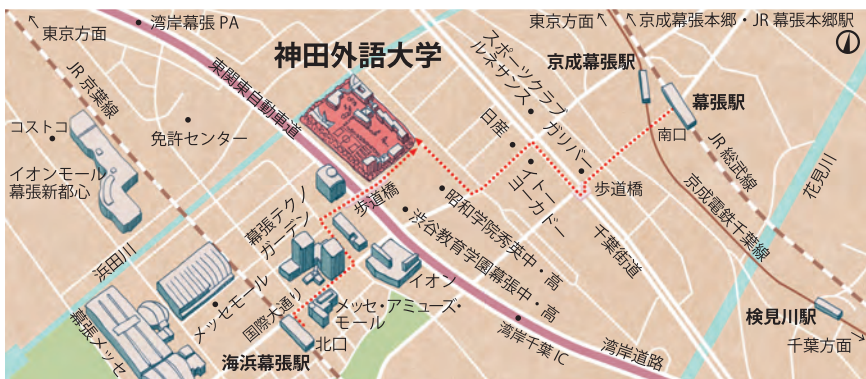 東京方面
湾岸幕張PA
東京方面
京成幕張本郷・JR幕張本郷駅
神田外語大学
スポーツクラブ
ルネサンス
京成幕張駅
幕張駅
JR京葉線
東関東自動車道
コストコ
免許センター
日産
ガリバー
南口
JR総武線
花見川
イオンモール
幕張新都心
イトー
ヨーカドー
歩道橋
京成電鉄千葉線
歩道橋
昭和学院秀英中・高
幕張テクノ
ガーデン
渋谷教育学園幕張中・高
千葉街道
浜田川
イオン
メッセモール
国際大通り
メッセ・アミューズ・
モール
幕張メッセ
北口
海浜幕張駅
湾岸千葉IC
湾岸道路
検見川駅
千葉方面